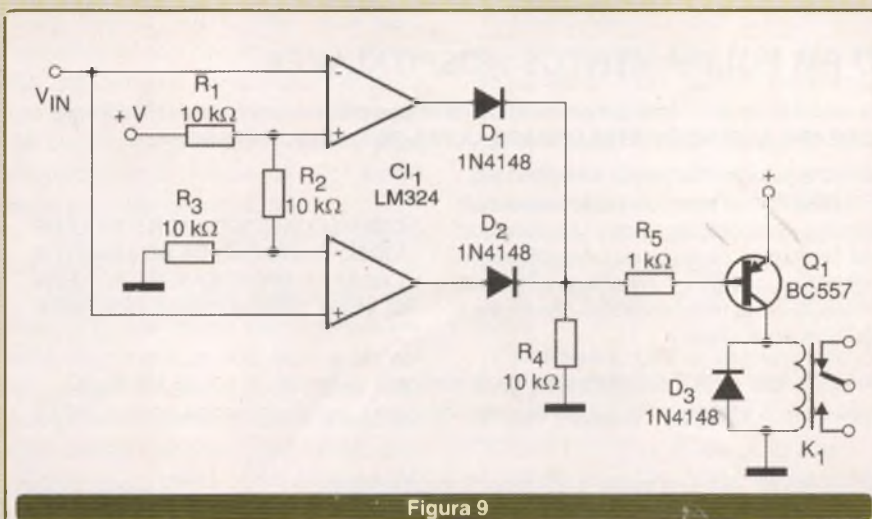 V_IN
+ V
R1
10 kΩ
R2
10 kΩ
R3
10 kΩ
-
+
-
+
CI1
LM324
D1
1N4148
D2
1N4148
R4
10 kΩ
R5
1 kΩ
+
Q1
BC557
D3
1N4148
K1
Figura 9